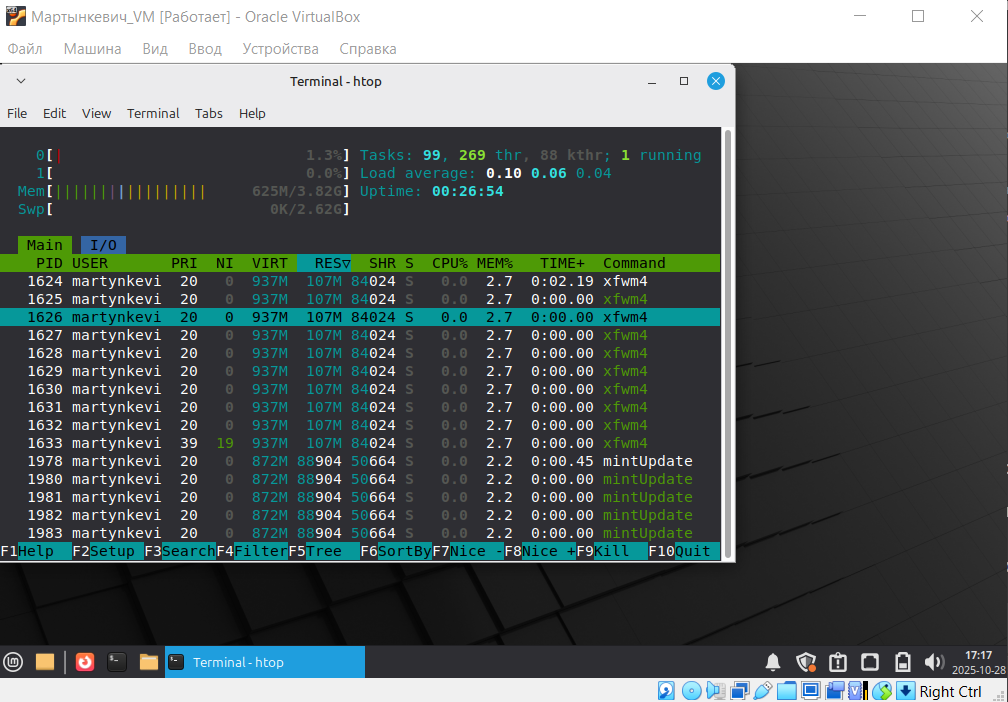 Мартынкевич_VM [Работает] - Oracle VirtualBox
Файл Машина Вид Ввод Устройства Справка
Terminal - htop
File Edit View Terminal Tabs Help
0[| 1.3%] Tasks: 99, 269 thr, 88 kthr; 1 running
1[ 0.0%] Load average: 0.10 0.06 0.04
Mem[||||||||||||||||| 625M/3.82G] Uptime: 00:26:54
Swp[ 0K/2.62G]
Main I/O
PID USER PRI NI VIRT RES▽ SHR S CPU% MEM% TIME+ Command
1624 martynkevi 20 0 937M 107M 84024 S 0.0 2.7 0:02.19 xfwm4
1625 martynkevi 20 0 937M 107M 84024 S 0.0 2.7 0:00.00 xfwm4
1626 martynkevi 20 0 937M 107M 84024 S 0.0 2.7 0:00.00 xfwm4
1627 martynkevi 20 0 937M 107M 84024 S 0.0 2.7 0:00.00 xfwm4
1628 martynkevi 20 0 937M 107M 84024 S 0.0 2.7 0:00.00 xfwm4
1629 martynkevi 20 0 937M 107M 84024 S 0.0 2.7 0:00.00 xfwm4
1630 martynkevi 20 0 937M 107M 84024 S 0.0 2.7 0:00.00 xfwm4
1631 martynkevi 20 0 937M 107M 84024 S 0.0 2.7 0:00.00 xfwm4
1632 martynkevi 20 0 937M 107M 84024 S 0.0 2.7 0:00.00 xfwm4
1633 martynkevi 39 19 937M 107M 84024 S 0.0 2.7 0:00.00 xfwm4
1978 martynkevi 20 0 872M 88904 50664 S 0.0 2.2 0:00.45 mintUpdate
1980 martynkevi 20 0 872M 88904 50664 S 0.0 2.2 0:00.00 mintUpdate
1981 martynkevi 20 0 872M 88904 50664 S 0.0 2.2 0:00.00 mintUpdate
1982 martynkevi 20 0 872M 88904 50664 S 0.0 2.2 0:00.00 mintUpdate
1983 martynkevi 20 0 872M 88904 50664 S 0.0 2.2 0:00.00 mintUpdate
F1Help F2Setup F3SearchF4FilterF5Tree F6SortByF7Nice -F8Nice +F9Kill F10Quit
Terminal - htop
17:17
2025-10-28
Right Ctrl